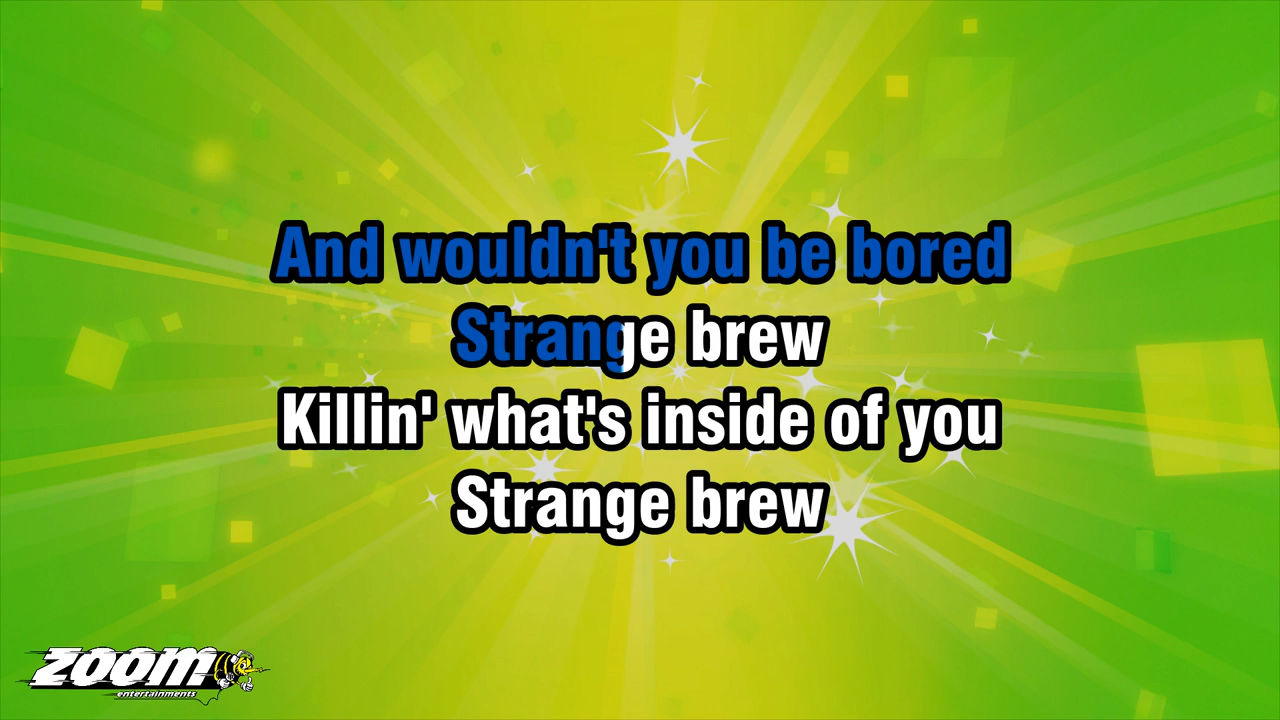 And wouldn't you be bored
Strange brew
Killin' what's inside of you
Strange brew
ZOOM
entertainments